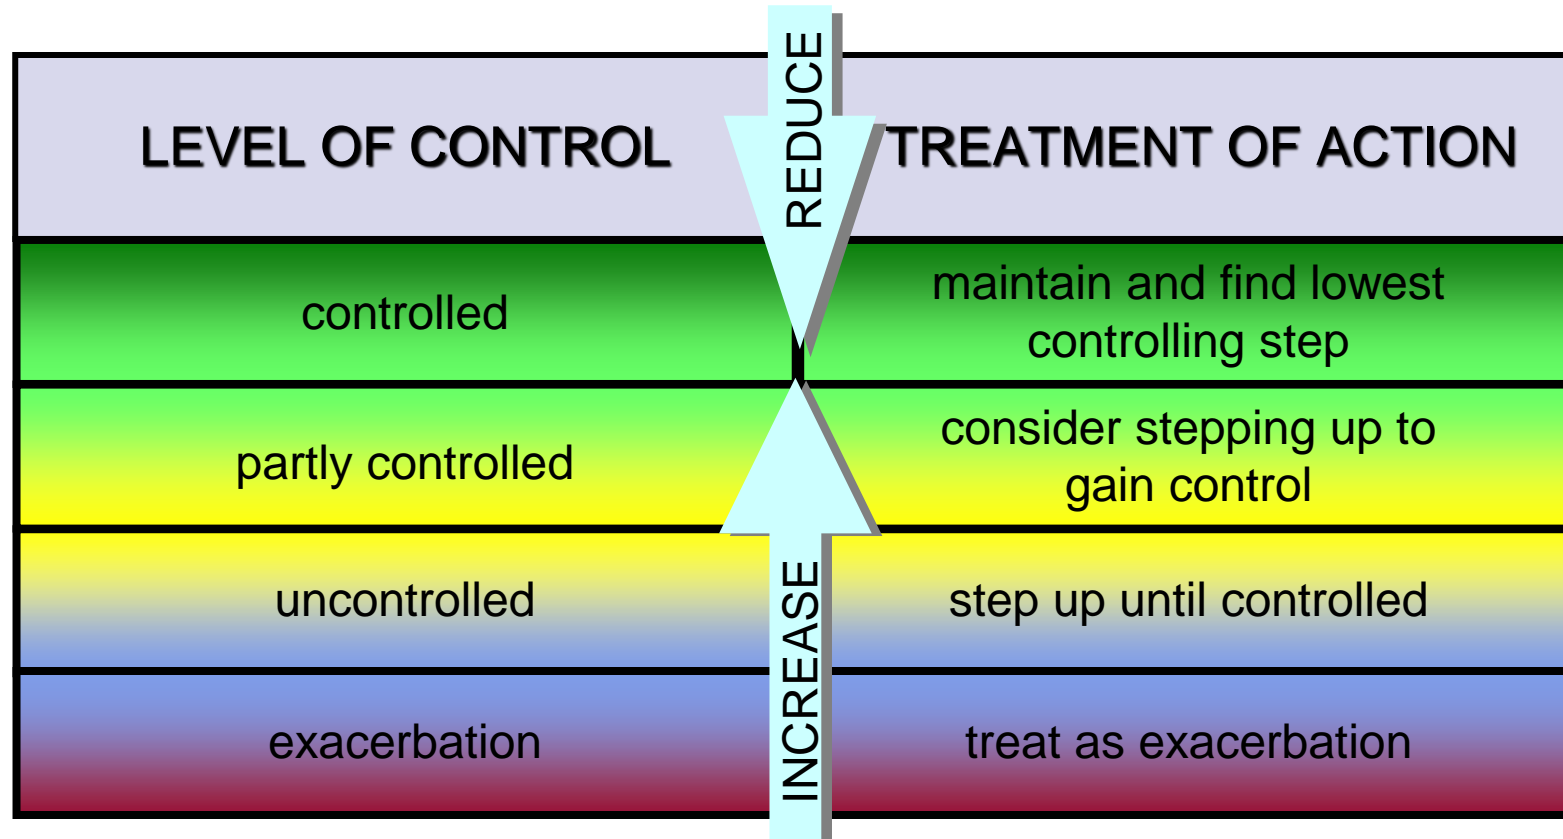 REDUCE
LEVEL OF CONTROL
TREATMENT OF ACTION
controlled
maintain and find lowest
controlling step
partly controlled
consider stepping up to
gain control
INCREASE
uncontrolled
step up until controlled
exacerbation
treat as exacerbation